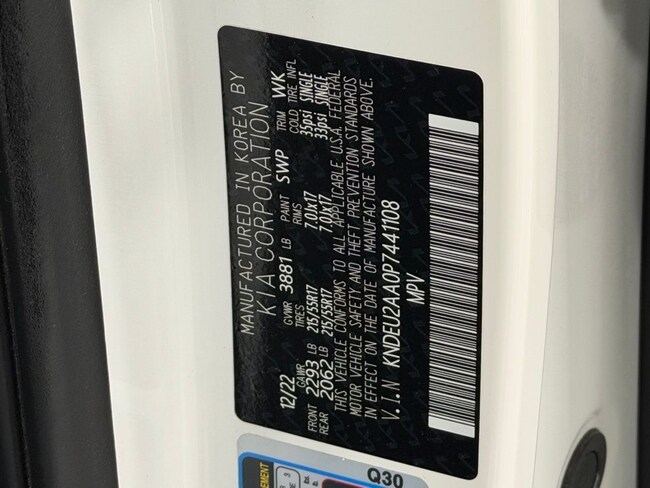 MANUFACTURED IN KOREA BY
KIA CORPORATION
12/22 GVWR 3881 LB PAINT SWP TRIM WK
GAWR TIRES RIMS COLD TIRE INFL
FRONT 2293 LB 215/55R17 7.0Jx17 35psi SINGLE
REAR 2062 LB 215/55R17 7.0Jx17 33psi SINGLE
THIS VEHICLE CONFORMS TO ALL APPLICABLE U.S.A. FEDERAL
MOTOR VEHICLE SAFETY AND THEFT PREVENTION STANDARDS
IN EFFECT ON THE DATE OF MANUFACTURE SHOWN ABOVE.
V.I.N KNDEU2AA0P7441108
MPV
Q30